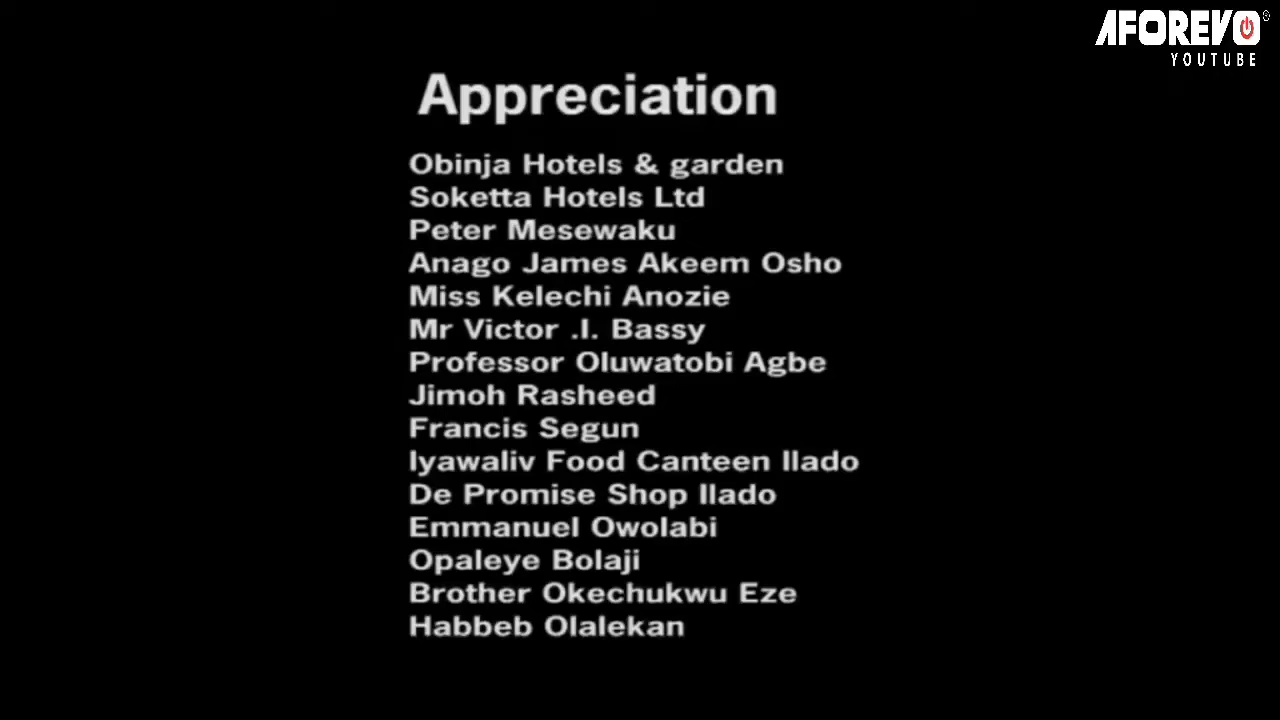 AFOREVO
YOUTUBE
Appreciation
Obinja Hotels & garden
Soketta Hotels Ltd
Peter Mesewaku
Anago James Akeem Osho
Miss Kelechi Anozie
Mr Victor .I. Bassy
Professor Oluwatobi Agbe
Jimoh Rasheed
Francis Segun
Iyawaliv Food Canteen Ilado
De Promise Shop Ilado
Emmanuel Owolabi
Opaleye Bolaji
Brother Okechukwu Eze
Habbeb Olalekan